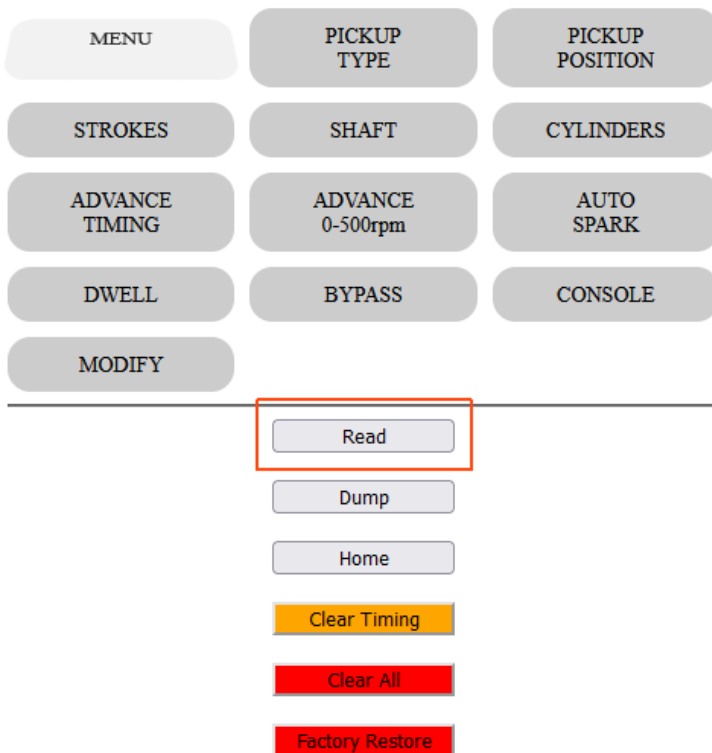 MENU
PICKUP
TYPE
PICKUP
POSITION
STROKES
SHAFT
CYLINDERS
ADVANCE
TIMING
ADVANCE
0-500rpm
AUTO
SPARK
DWELL
BYPASS
CONSOLE
MODIFY
Read
Dump
Home
Clear Timing
Clear All
Factory Restore